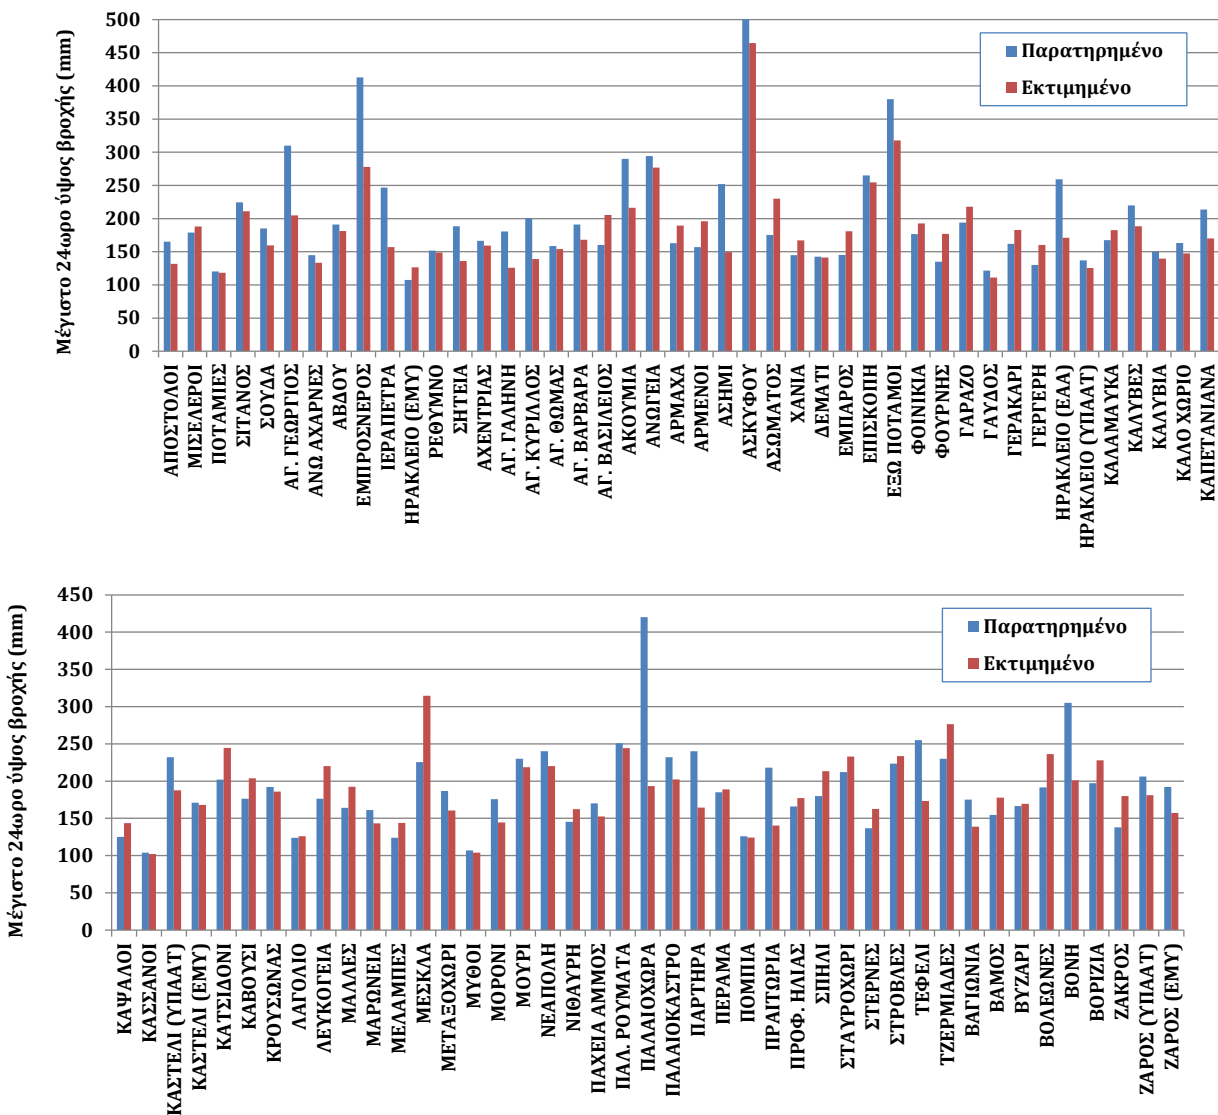 Μέγιστο 24ωρο ύψος βροχής (mm)
500
450
400
350
300
250
200
150
100
50
0
Παρατηρημένο
Εκτιμημένο
ΑΠΟΣΤΟΛΟΙ
ΜΙΣΕΛΕΡΟΙ
ΠΟΤΑΜΙΕΣ
ΣΙΤΑΝΟΣ
ΣΟΥΔΑ
ΑΓ. ΓΕΩΡΓΙΟΣ
ΑΝΩ ΑΧΑΡΝΕΣ
ΑΒΔΟΥ
ΕΜΠΡΟΣΝΕΡΟΣ
ΙΕΡΑΠΕΤΡΑ
ΗΡΑΚΛΕΙΟ (ΕΜΥ)
ΡΕΘΥΜΝΟ
ΣΗΤΕΙΑ
ΑΧΕΝΤΡΙΑΣ
ΑΓ. ΓΑΛΗΝΗ
ΑΓ. ΚΥΡΙΛΛΟΣ
ΑΓ. ΘΩΜΑΣ
ΑΓ. ΒΑΡΒΑΡΑ
ΑΓ. ΒΑΣΙΛΕΙΟΣ
ΑΚΟΥΜΙΑ
ΑΝΩΓΕΙΑ
ΑΡΜΑΧΑ
ΑΡΜΕΝΟΙ
ΑΣΗΜΙ
ΑΣΚΥΦΟΥ
ΑΣΩΜΑΤΟΣ
ΧΑΝΙΑ
ΔΕΜΑΤΙ
ΕΜΠΑΡΟΣ
ΕΠΙΣΚΟΠΗ
ΕΞΩ ΠΟΤΑΜΟΙ
ΦΟΙΝΙΚΙΑ
ΦΟΥΡΝΗΣ
ΓΑΡΑΖΟ
ΓΑΥΔΟΣ
ΓΕΡΑΚΑΡΙ
ΓΕΡΓΕΡΗ
ΗΡΑΚΛΕΙΟ (ΕΑΑ)
ΗΡΑΚΛΕΙΟ (ΥΠΑΑΤ)
ΚΑΛΑΜΑΥΚΑ
ΚΑΛΥΒΕΣ
ΚΑΛΥΒΙΑ
ΚΑΛΟ ΧΩΡΙΟ
ΚΑΠΕΤΑΝΙΑΝΑ
Μέγιστο 24ωρο ύψος βροχής (mm)
450
400
350
300
250
200
150
100
50
0
Παρατηρημένο
Εκτιμημένο
ΚΑΨΑΛΟΙ
ΚΑΣΣΑΝΟΙ
ΚΑΣΤΕΛΙ (ΥΠΑΑΤ)
ΚΑΣΤΕΛΙ (ΕΜΥ)
ΚΑΤΣΙΔΟΝΙ
ΚΑΒΟΥΣΙ
ΚΡΟΥΣΩΝΑΣ
ΛΑΓΟΛΙΟ
ΛΕΥΚΟΓΕΙΑ
ΜΑΛΛΕΣ
ΜΑΡΩΝΕΙΑ
ΜΕΛΑΜΠΕΣ
ΜΕΣΚΛΑ
ΜΕΤΑΞΟΧΩΡΙ
ΜΥΘΟΙ
ΜΟΡΟΝΙ
ΜΟΥΡΙ
ΝΕΑΠΟΛΗ
ΝΙΘΑΥΡΗ
ΠΑΧΕΙΑ ΑΜΜΟΣ
ΠΑΛ. ΡΟΥΜΑΤΑ
ΠΑΛΑΙΟΧΩΡΑ
ΠΑΛΑΙΟΚΑΣΤΡΟ
ΠΑΡΤΗΡΑ
ΠΕΡΑΜΑ
ΠΟΜΠΙΑ
ΠΡΑΙΤΩΡΙΑ
ΠΡΟΦ. ΗΛΙΑΣ
ΣΠΗΛΙ
ΣΤΑΥΡΟΧΩΡΙ
ΣΤΕΡΝΕΣ
ΣΤΡΟΒΛΕΣ
ΤΕΦΕΛΙ
ΤΖΕΡΜΙΑΔΕΣ
ΒΑΓΙΩΝΙΑ
ΒΑΜΟΣ
ΒΥΖΑΡΙ
ΒΟΛΕΩΝΕΣ
ΒΟΝΗ
ΒΟΡΙΖΙΑ
ΖΑΚΡΟΣ
ΖΑΡΟΣ (ΥΠΑΑΤ)
ΖΑΡΟΣ (ΕΜΥ)